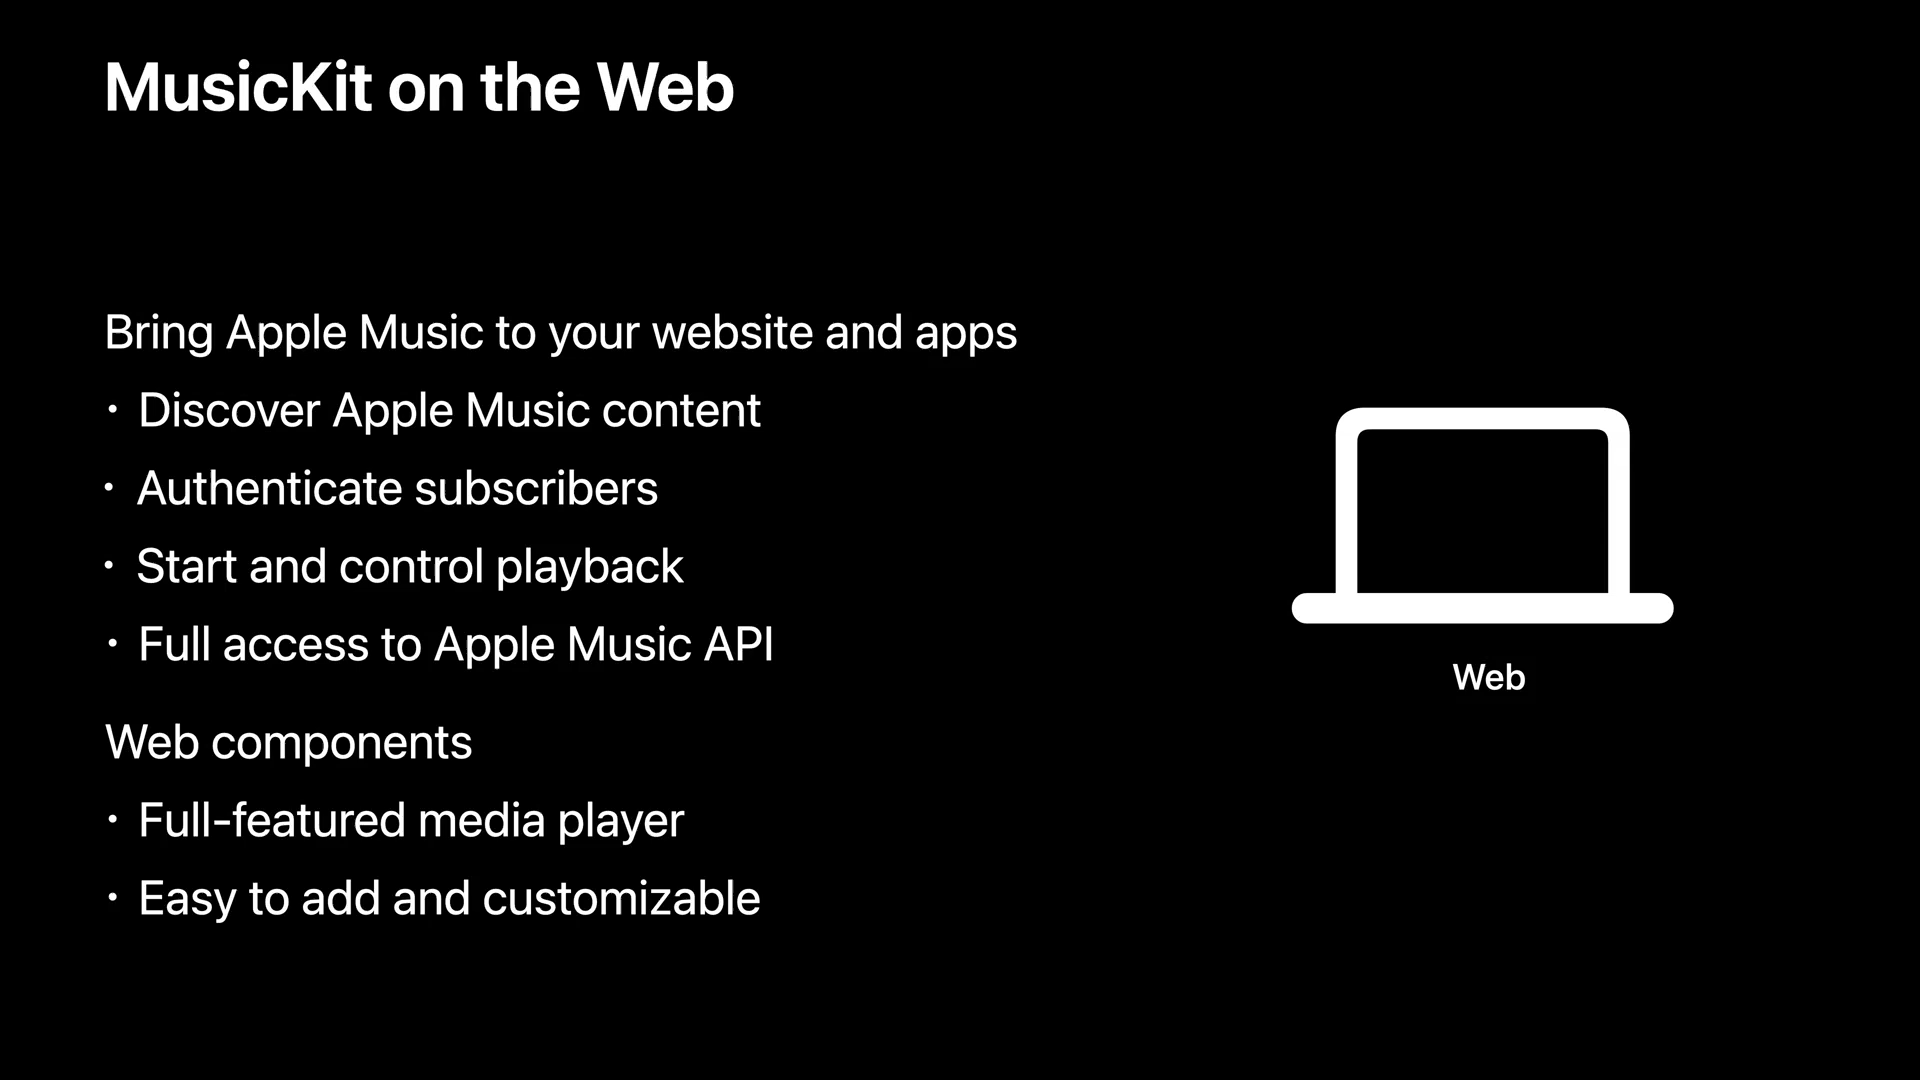 MusicKit on the Web
Bring Apple Music to your website and apps
• Discover Apple Music content
• Authenticate subscribers
• Start and control playback
• Full access to Apple Music API
Web components
• Full-featured media player
• Easy to add and customizable
Web